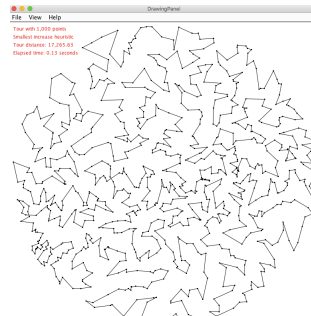 DrawingPanel
File View Help
Tour with 1,000 points
Smallest increase heuristic
Tour distance: 17,265.63
Elapsed time: 0.13 seconds